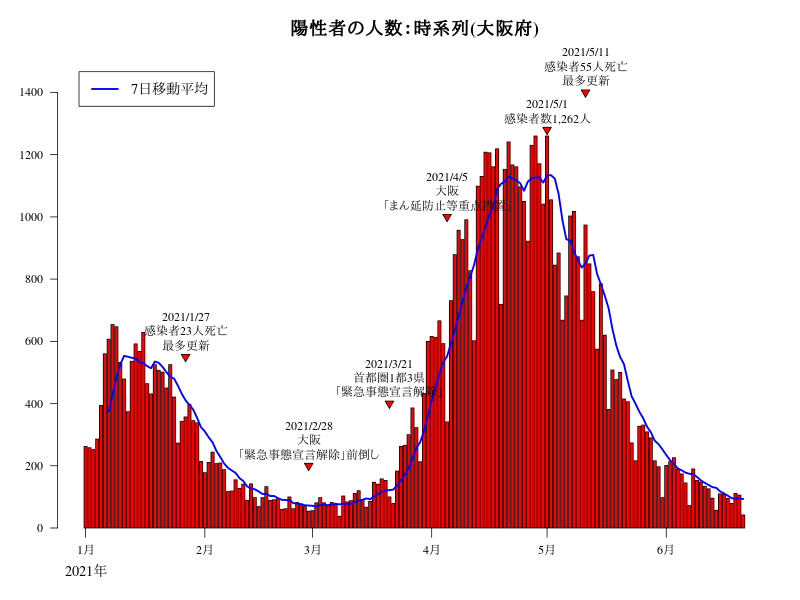 陽性者の人数:時系列(大阪府)
7日移動平均
2021/5/11
感染者55人死亡
最多更新
2021/5/1
感染者数1,262人
2021/4/5
大阪
「まん延防止等重点措置」
2021/1/27
感染者23人死亡
最多更新
2021/3/21
首都圏1都3県
「緊急事態宣言解除」
2021/2/28
大阪
「緊急事態宣言解除」前倒し
1400
1200
1000
800
600
400
200
0
1月 2月 3月 4月 5月 6月
2021年